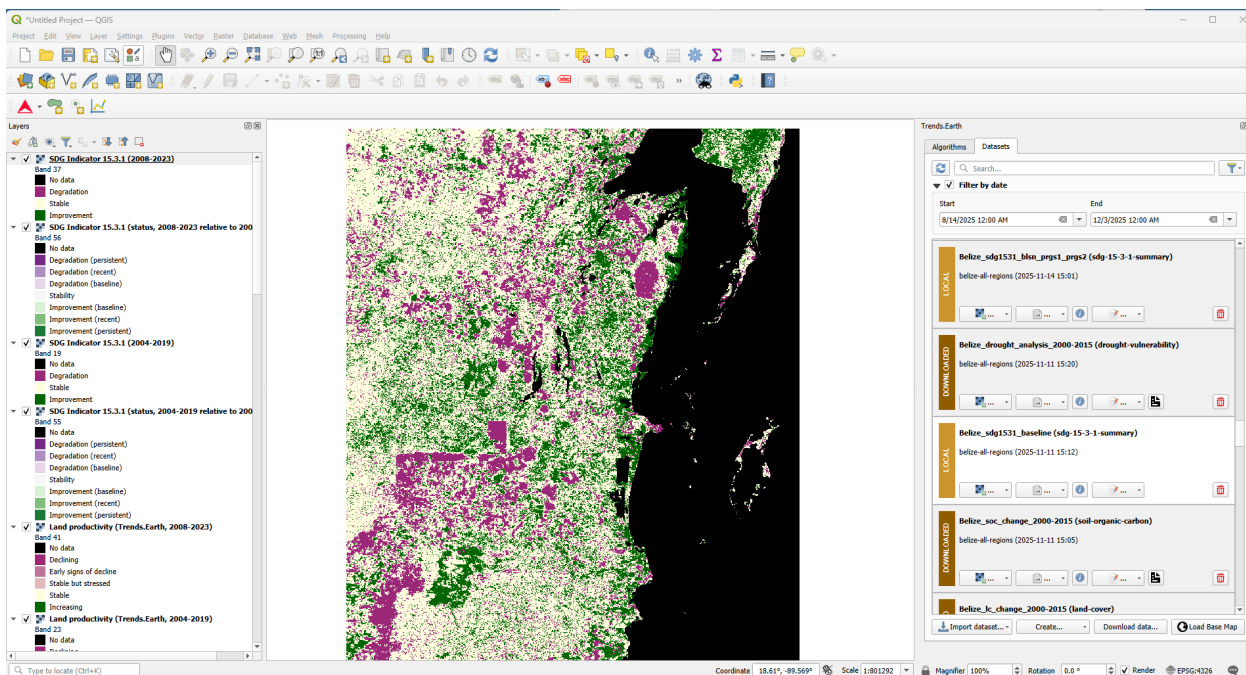 *Untitled Project — QGIS
Project Edit View Layer Settings Plugins Vector Raster Database Web Mesh Processing Help
Layers
SDG Indicator 15.3.1 (2008-2023)
Band 37
No data
Degradation
Stable
Improvement
SDG Indicator 15.3.1 (status, 2008-2023 relative to 200
Band 56
No data
Degradation (persistent)
Degradation (recent)
Degradation (baseline)
Stability
Improvement (baseline)
Improvement (recent)
Improvement (persistent)
SDG Indicator 15.3.1 (2004-2019)
Band 19
No data
Degradation
Stable
Improvement
SDG Indicator 15.3.1 (status, 2004-2019 relative to 200
Band 55
No data
Degradation (persistent)
Degradation (recent)
Degradation (baseline)
Stability
Improvement (baseline)
Improvement (recent)
Improvement (persistent)
Land productivity (Trends.Earth, 2008-2023)
Band 41
No data
Declining
Early signs of decline
Stable but stressed
Stable
Increasing
Land productivity (Trends.Earth, 2004-2019)
Band 23
No data
Declining
Trends.Earth
Algorithms Datasets
Search...
Filter by date
Start End
8/14/2025 12:00 AM 12/3/2025 12:00 AM
LOCAL
Belize_sdg1531_blsn_prgs1_prgs2 (sdg-15-3-1-summary)
belize-all-regions (2025-11-14 15:01)
DOWNLOADED
Belize_drought_analysis_2000-2015 (drought-vulnerability)
belize-all-regions (2025-11-11 15:20)
LOCAL
Belize_sdg1531_baseline (sdg-15-3-1-summary)
belize-all-regions (2025-11-11 15:12)
DOWNLOADED
Belize_soc_change_2000-2015 (soil-organic-carbon)
belize-all-regions (2025-11-11 15:05)
Belize_lc_change_2000-2015 (land-cover)
Import dataset... Create... Download data... Load Base Map
Type to locate (Ctrl+K) Coordinate 18.61°, -89.569° Scale 1:801292 Magnifier 100% Rotation 0.0 ° Render EPSG:4326